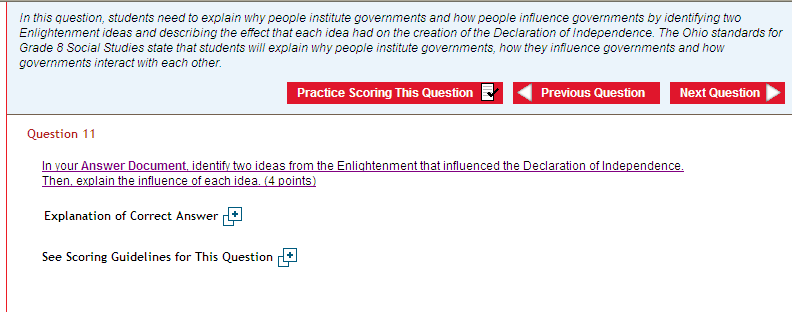 In this question, students need to explain why people institute governments and how people influence governments by identifying two
Enlightenment ideas and describing the effect that each idea had on the creation of the Declaration of Independence. The Ohio standards for
Grade 8 Social Studies state that students will explain why people institute governments, how they influence governments and how
governments interact with each other.
Practice Scoring This Question
Previous Question
Next Question
Question 11
In your Answer Document, identify two ideas from the Enlightenment that influenced the Declaration of Independence.
Then, explain the influence of each idea. (4 points)
Explanation of Correct Answer
See Scoring Guidelines for This Question